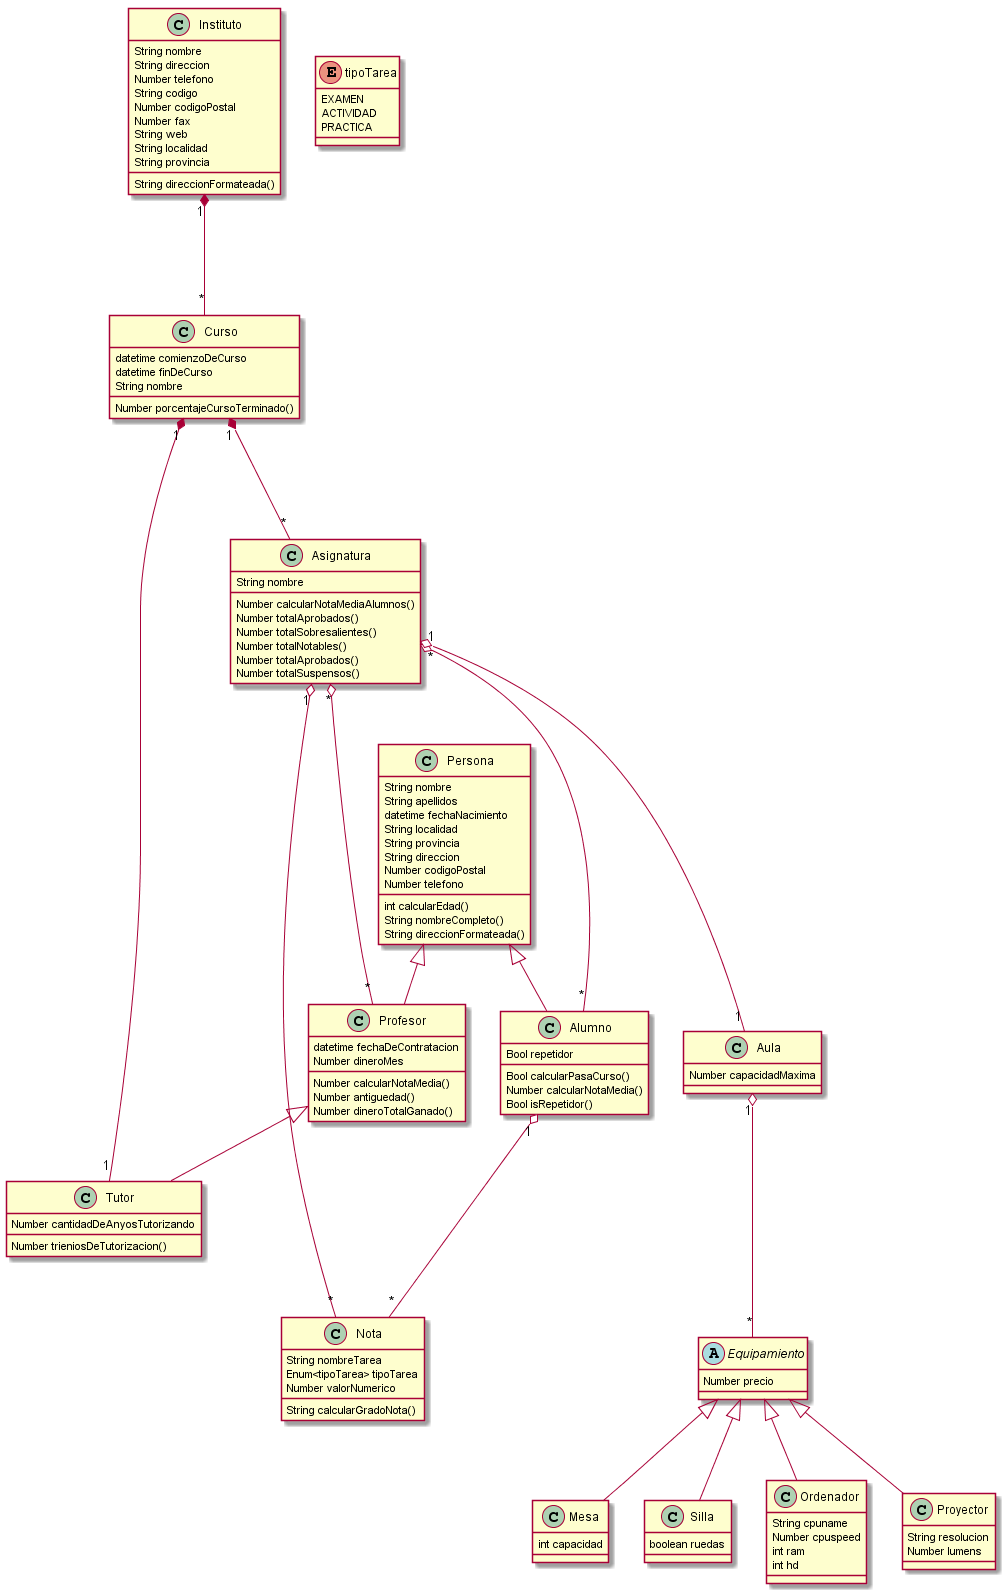 C Instituto
String nombre
String direccion
Number telefono
String codigo
Number codigoPostal
Number fax
String web
String localidad
String provincia
String direccionFormateada()
E tipoTarea
EXAMEN
ACTIVIDAD
PRACTICA
1
*
C Curso
datetime comienzoDeCurso
datetime finDeCurso
String nombre
Number porcentajeCursoTerminado()
1
1
*
C Asignatura
String nombre
Number calcularNotaMediaAlumnos()
Number totalAprobados()
Number totalSobresalientes()
Number totalNotables()
Number totalAprobados()
Number totalSuspensos()
1
*
1
*
C Persona
String nombre
String apellidos
datetime fechaNacimiento
String localidad
String provincia
String direccion
Number codigoPostal
Number telefono
int calcularEdad()
String nombreCompleto()
String direccionFormateada()
*
*
1
C Profesor
datetime fechaDeContratacion
Number dineroMes
Number calcularNotaMedia()
Number antiguedad()
Number dineroTotalGanado()
C Alumno
Bool repetidor
Bool calcularPasaCurso()
Number calcularNotaMedia()
Bool isRepetidor()
C Aula
Number capacidadMaxima
1
1
1
C Tutor
Number cantidadDeAnyosTutorizando
Number trieniosDeTutorizacion()
*
*
*
C Nota
String nombreTarea
Enum<tipoTarea> tipoTarea
Number valorNumerico
String calcularGradoNota()
A Equipamiento
Number precio
C Mesa
int capacidad
C Silla
boolean ruedas
C Ordenador
String cpuname
Number cpuspeed
int ram
int hd
C Proyector
String resolucion
Number lumens